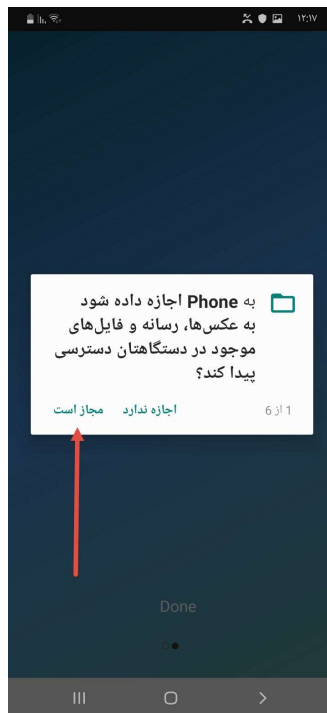 ۱۲:۱۷
به Phone اجازه داده شود
به عکس‌ها، رسانه و فایل‌های
موجود در دستگاهتان دسترسی
پیدا کند؟
1 از 6 اجازه ندارد مجاز است
Done